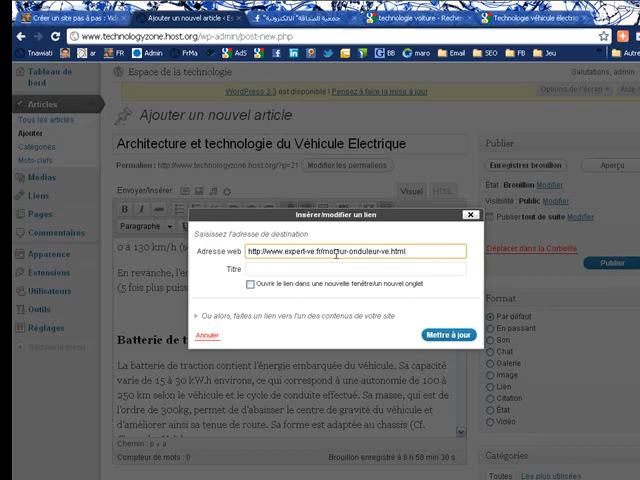 Créer un site pas à pas : Vide
Ajouter un nouvel article ‹ Es
جمعية الصداقة الالكترونية
technologie voiture - Recher
Technologie véhicule électriq
www.technologyzone.host.org/wp-admin/post-new.php
Tnawiati ar FR Adm FrMa Trad Analytics Adsense BB maro Email SEO FB
Tableau de bord
Espace de la technologie
Salutations, admin
WordPress 3.3 est disponible ! Pensez à faire la mise à jour
Options de l'écran
Aide
Articles
Tous les articles
Ajouter
Catégories
Mots-clefs
Médias
Liens
Pages
Commentaires
Apparence
Extensions
Utilisateurs
Outils
Réglages
Réduire le menu
Ajouter un nouvel article
Architecture et technologie du Véhicule Electrique
Permalien : http://www.technologyzone.host.org/?p=21 Modifier les permaliens
Envoyer/Insérer
Visuel HTML
Paragraphe
Insérer/modifier un lien
Saisissez l'adresse de destination
Adresse web http://www.expert-ve.fr/moteur-onduleur-ve.html
Titre
Ouvrir le lien dans une nouvelle fenêtre/un nouvel onglet
Ou alors, faites un lien vers l'un des contenus de votre site
Annuler
Mettre à jour
0 à 130 km/h (s
En revanche, l'
(5 fois plus puis
Batterie de t
La batterie de traction contient l'énergie embarquée du véhicule. Sa capacité
varie de 15 à 30 kW.h environs, ce qui correspond à une autonomie de 100 à
250 km selon le véhicule et le cycle de conduite effectué. Sa masse, qui est de
l'ordre de 300kg, permet de d'abaisser le centre de gravité du véhicule et
d'améliorer ainsi sa tenue de route. Sa forme est adaptée au chassis (Cf.
Chemin : p » a
Compteur de mots : 0
Brouillon enregistré à 8 h 58 min 30 s
Publier
Enregistrer brouillon
Aperçu
État : Brouillon Modifier
Visibilité : Public Modifier
Publier tout de suite Modifier
Déplacer dans la Corbeille
Publier
Format
Par défaut
En passant
Son
Chat
Galerie
Image
Lien
Citation
État
Vidéo
Catégories
Toutes
Les plus utilisées